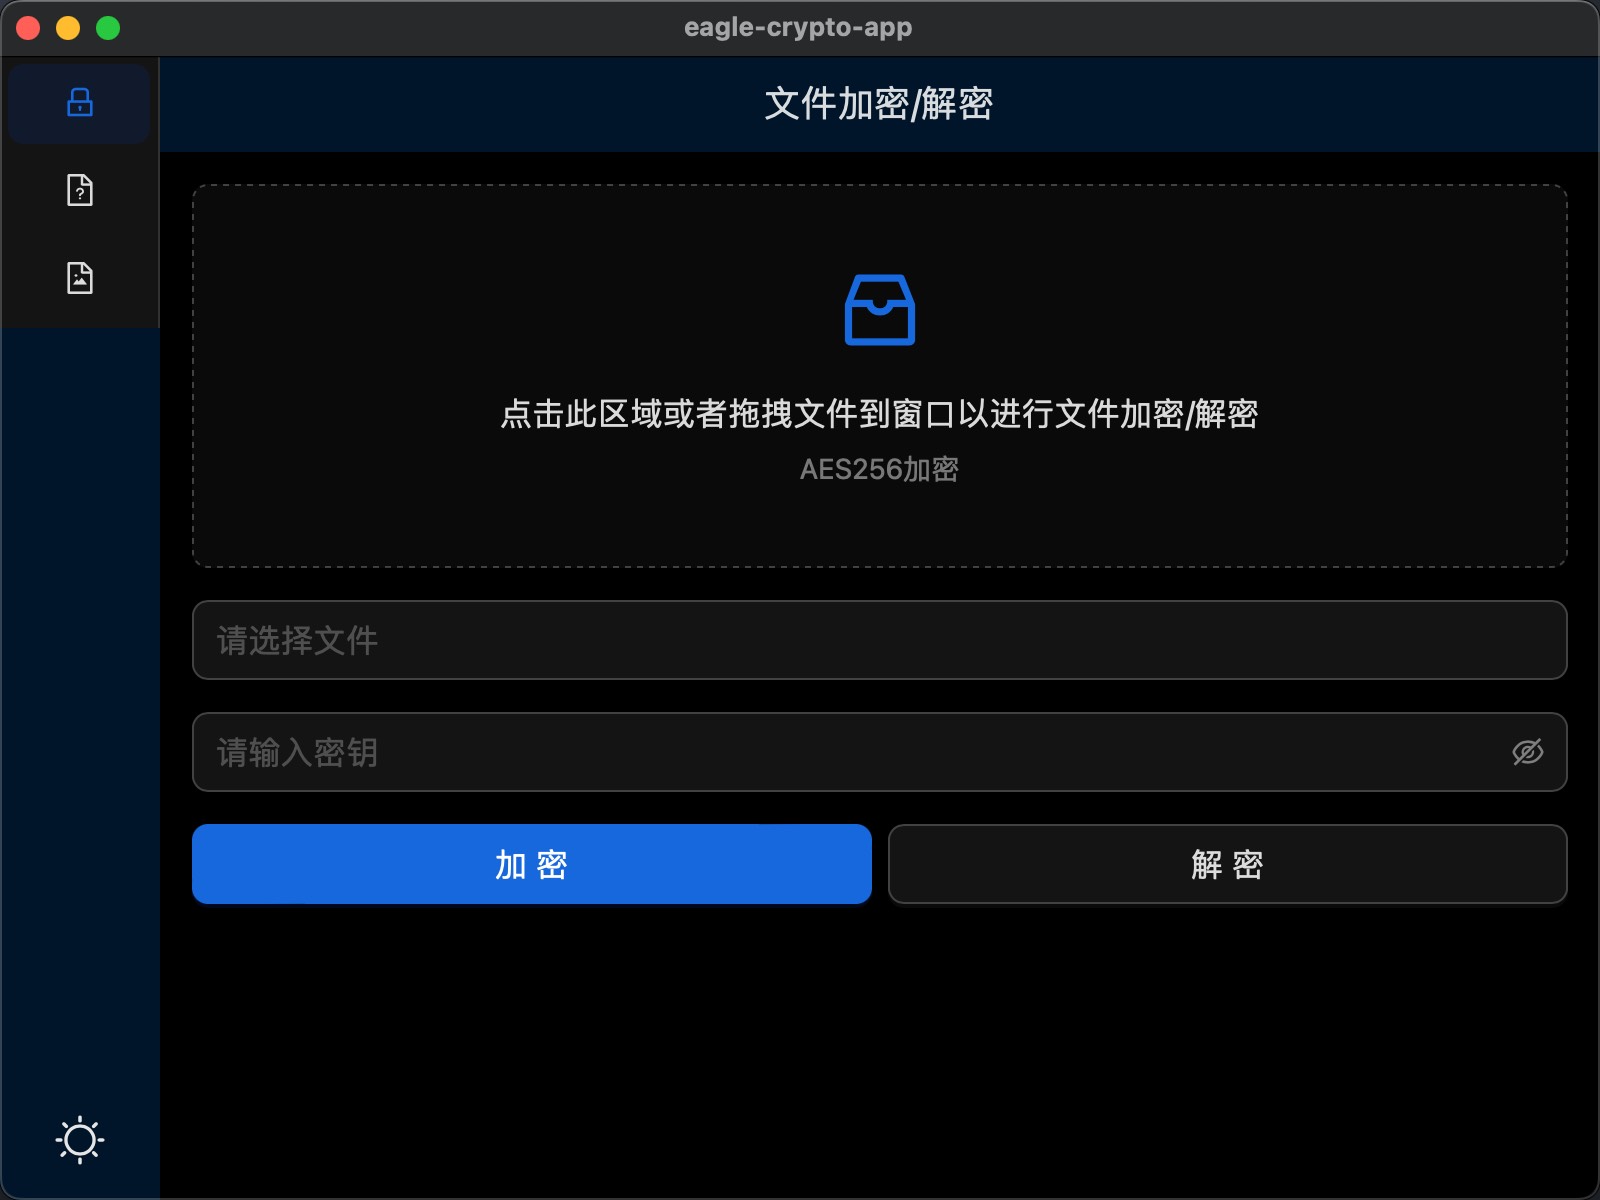 eagle-crypto-app
文件加密/解密
点击此区域或者拖拽文件到窗口以进行文件加密/解密
AES256加密
请选择文件
请输入密钥
加 密
解 密